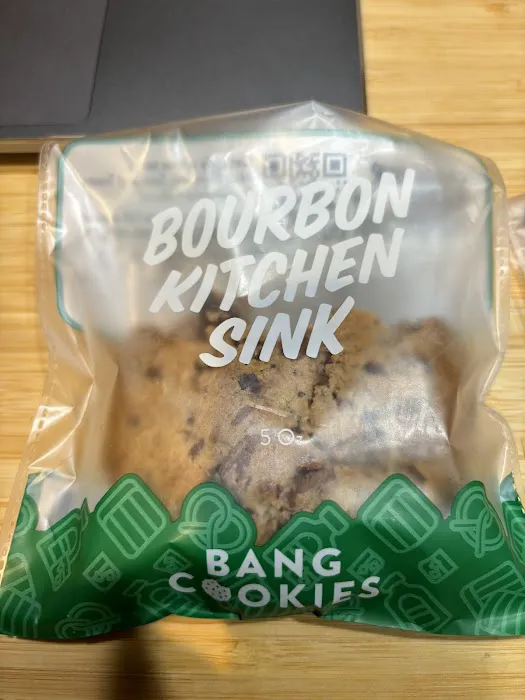 BOURBON
KITCHEN
SINK
5 Oz
BANG
COOKIES